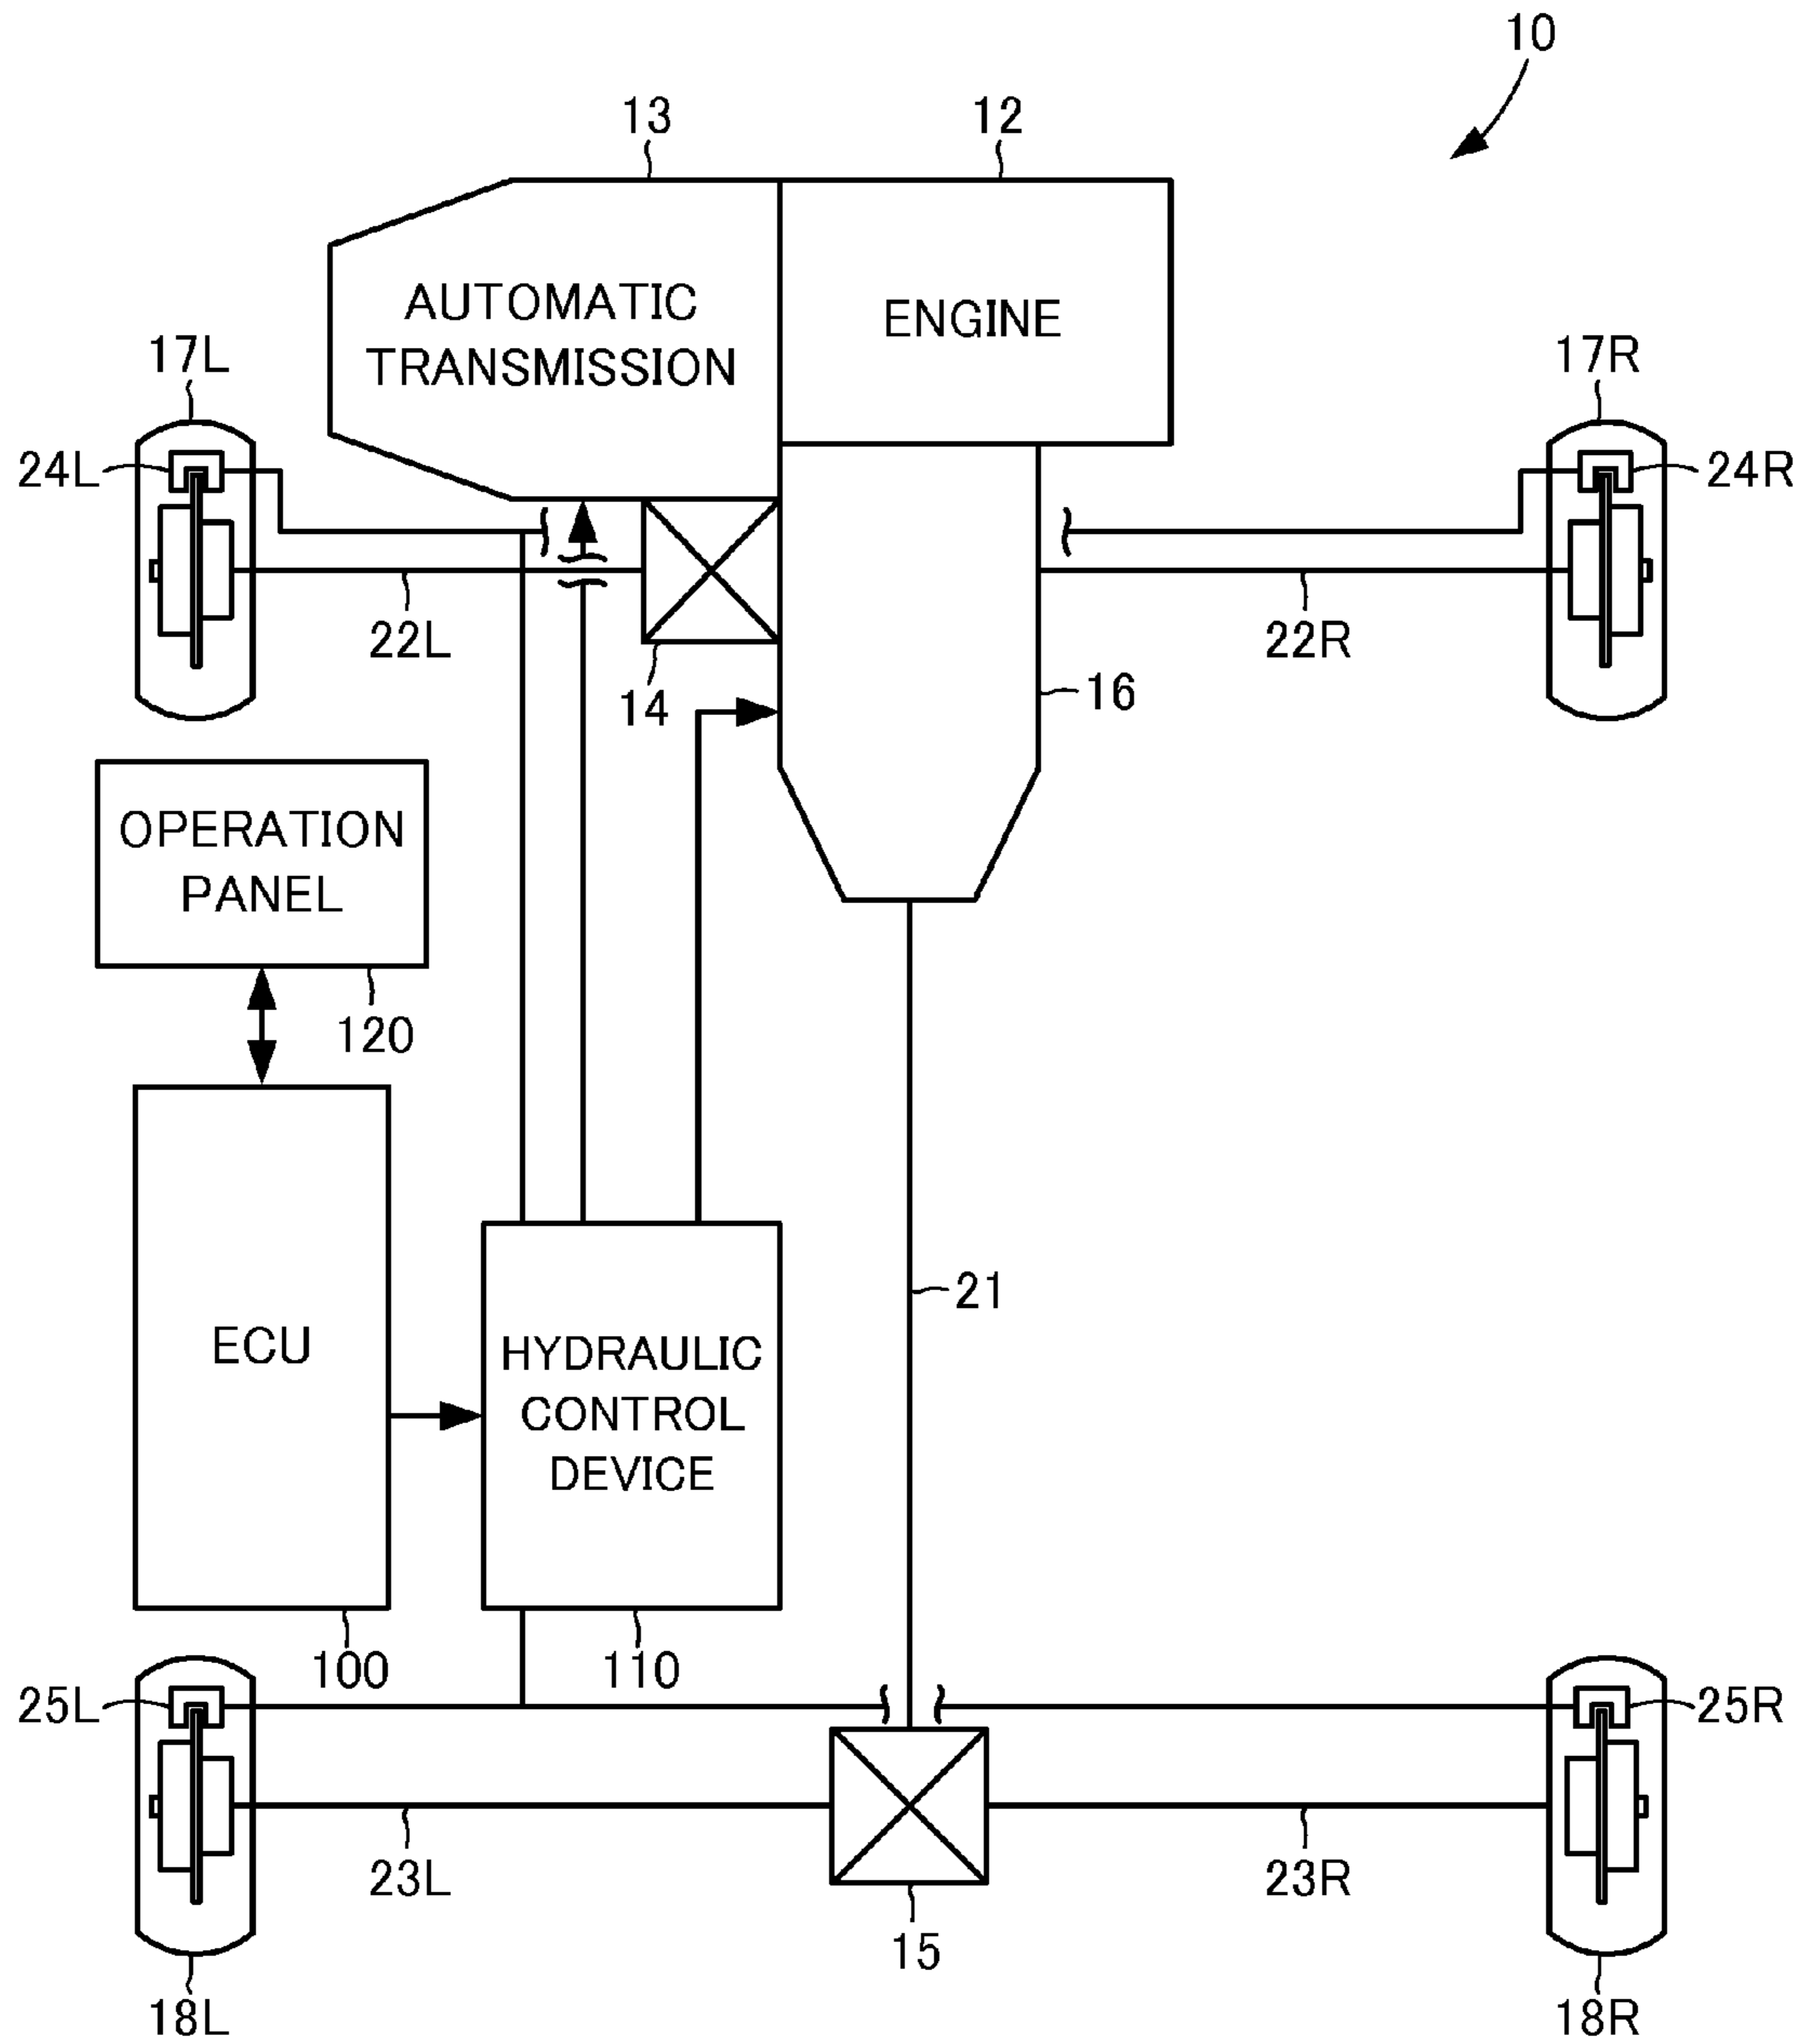 10
13
12
AUTOMATIC
TRANSMISSION
ENGINE
17L
17R
24L
24R
22L
22R
14
16
OPERATION
PANEL
120
21
ECU
HYDRAULIC
CONTROL
DEVICE
100
110
25L
25R
23L
23R
15
18L
18R